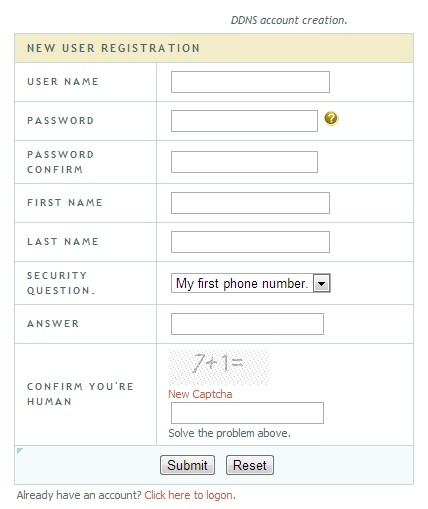 DDNS account creation.
NEW USER REGISTRATION
USER NAME
PASSWORD
?
PASSWORD
CONFIRM
FIRST NAME
LAST NAME
SECURITY
QUESTION.
My first phone number.
ANSWER
CONFIRM YOU'RE
HUMAN
7+1=
New Captcha
Solve the problem above.
Submit Reset
Already have an account? Click here to logon.